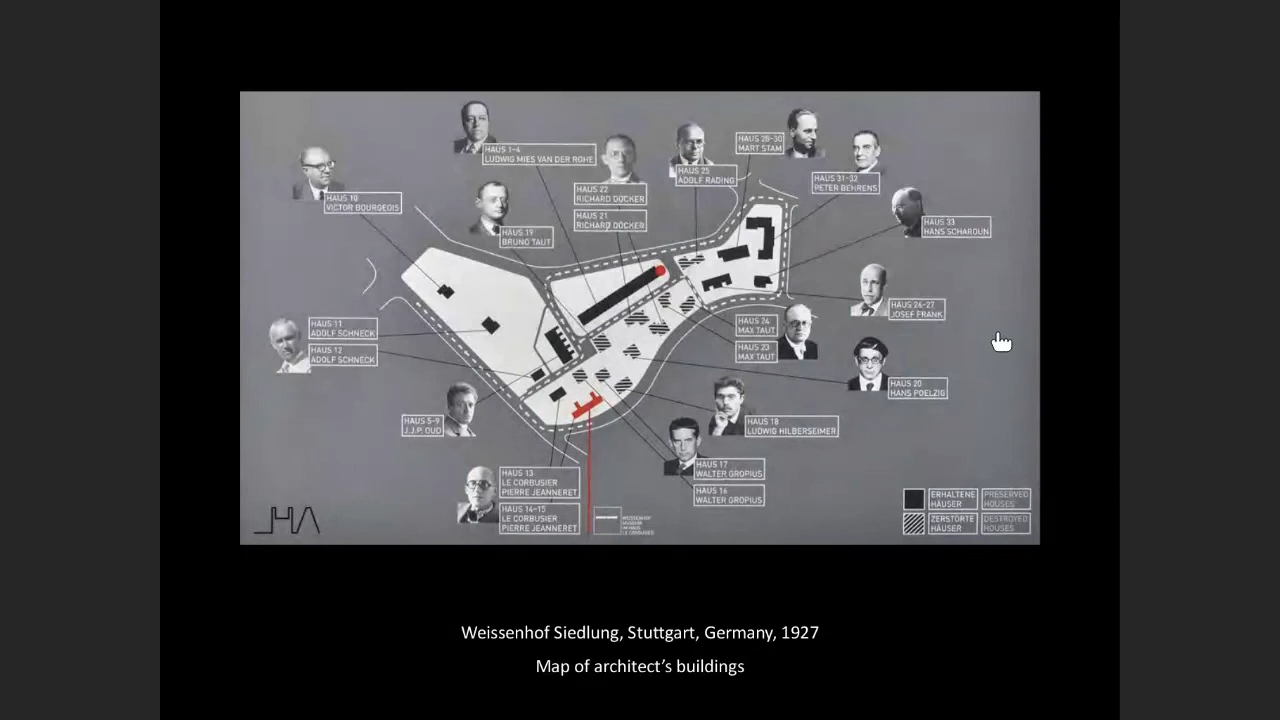 HAUS 1-4
LUDWIG MIES VAN DER ROHE
HAUS 25
ADOLF RADING
MART STAM
HAUS 31-32
PETER BEHRENS
HAUS 22
RICHARD DÖCKER
HAUS 21
RICHARD DÖCKER
HAUS 10
VICTOR BOURGEOIS
HAUS 19
BRUNO TAUT
HAUS 33
HANS SCHAROUN
HAUS 26-27
JOSEF FRANK
HAUS 11
ADOLF SCHNECK
HAUS 12
ADOLF SCHNECK
HAUS 24
MAX TAUT
HAUS 23
MAX TAUT
HAUS 20
HANS POELZIG
HAUS 5-9
J.J.P. OUD
HAUS 18
LUDWIG HILBERSEIMER
HAUS 17
WALTER GROPIUS
HAUS 16
WALTER GROPIUS
HAUS 13
LE CORBUSIER
PIERRE JEANNERET
HAUS 14-15
LE CORBUSIER
PIERRE JEANNERET
WEISSENHOF
MUSEUM
IM HAUS
LE CORBUSIER
ERHALTENE
HÄUSER
PRESERVED
HOUSES
ZERSTÖRTE
HÄUSER
DESTROYED
HOUSES
Weissenhof Siedlung, Stuttgart, Germany, 1927
Map of architect's buildings